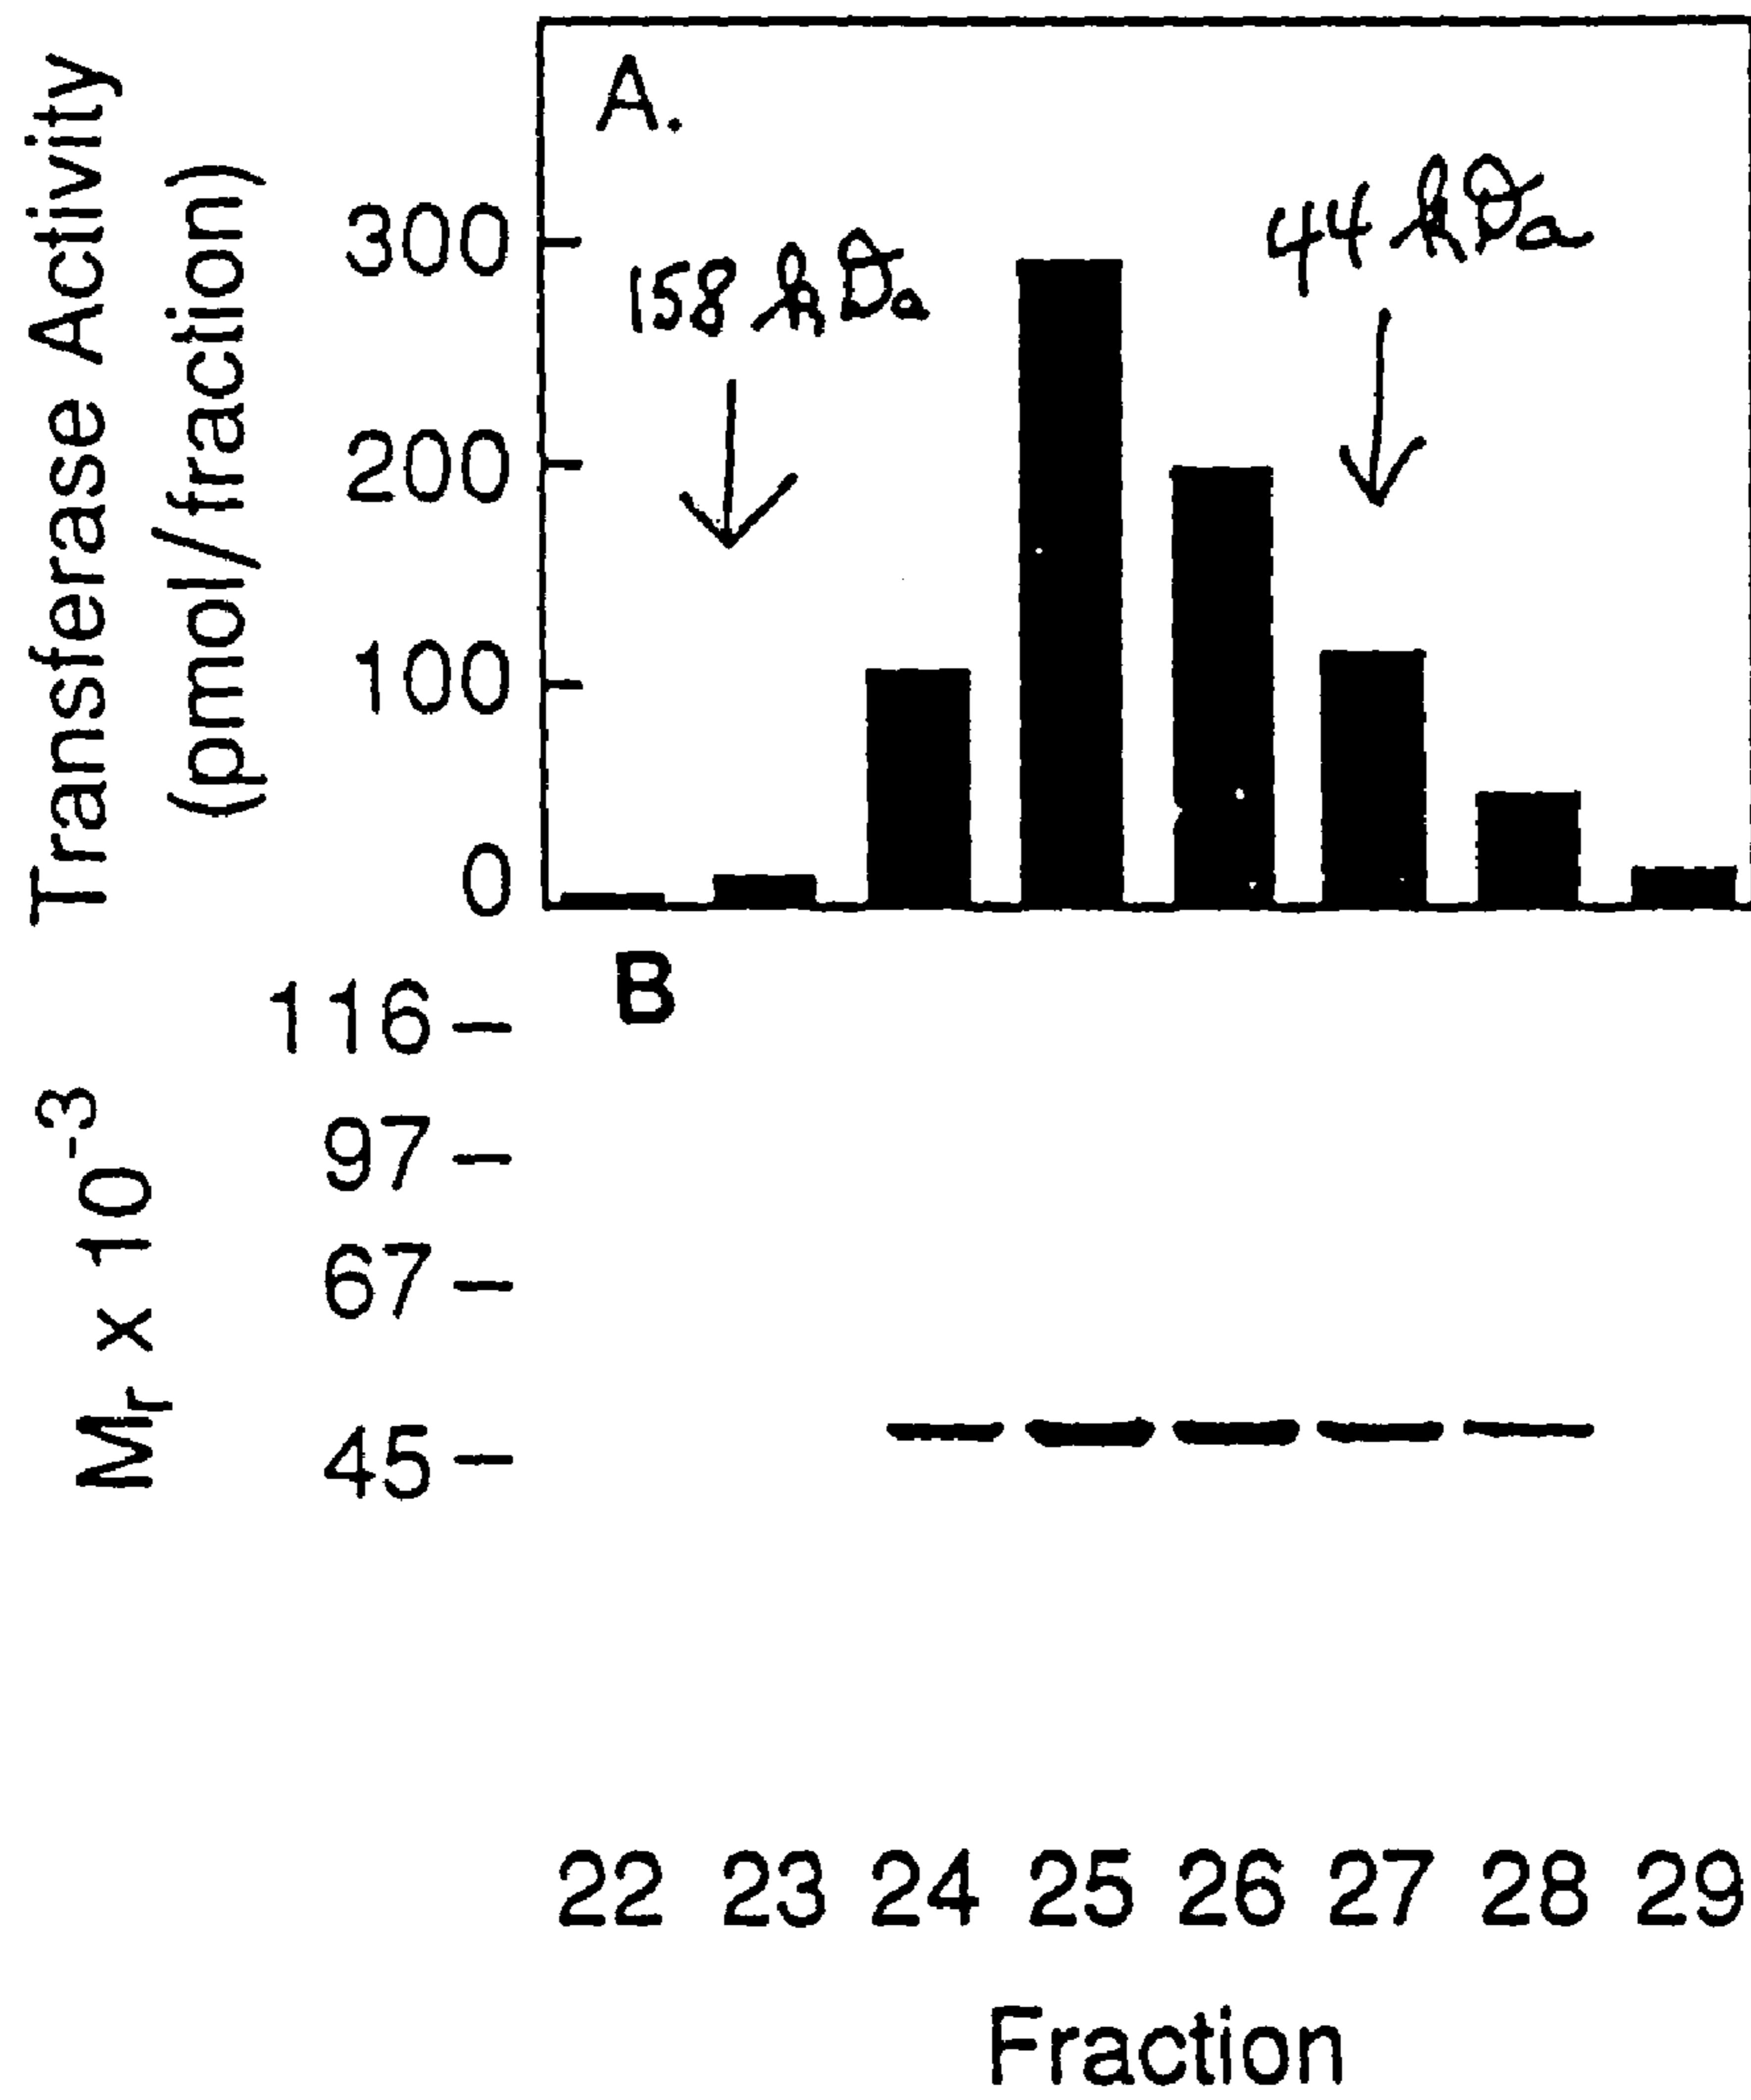 Transferase Activity
(pmol/fraction)
A.
300
200
100
0
158 kDa
44 kDa
B
Mr x 10-3
116
97
67
45
22 23 24 25 26 27 28 29
Fraction